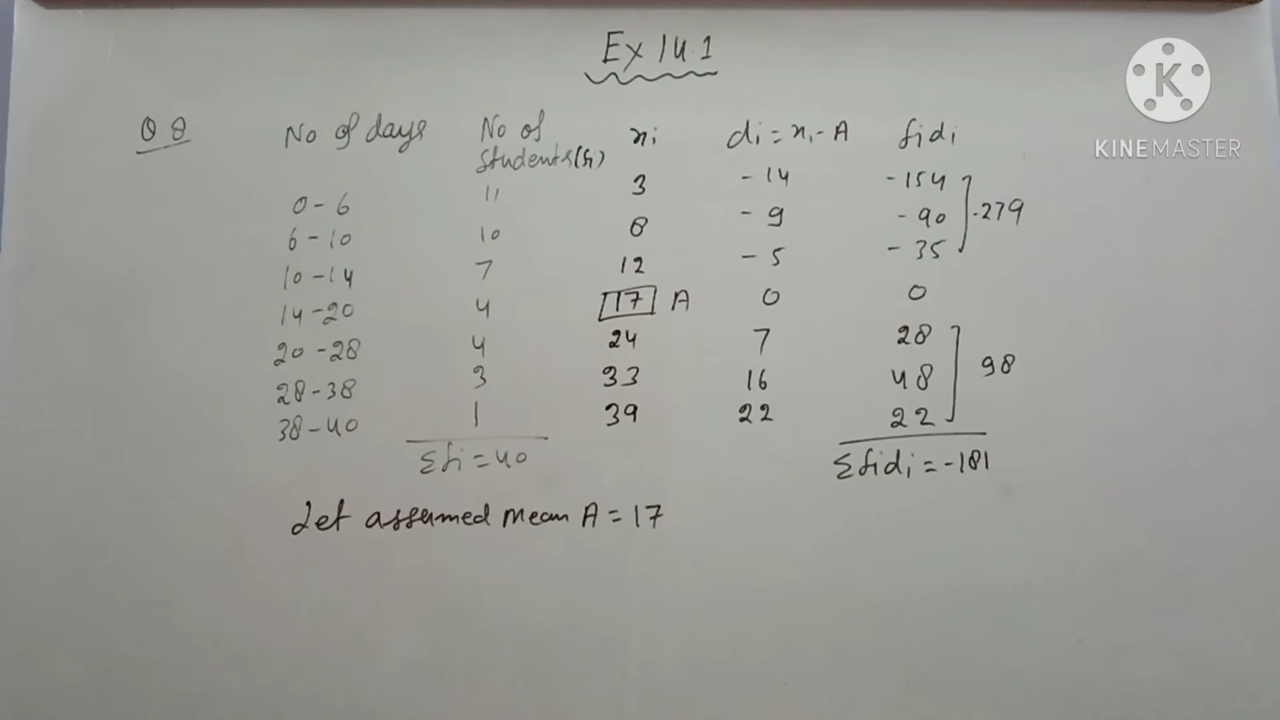 Ex 14.1
Q 8 No of days No of students(fi) xi di = xi - A fidi
0-6 11 3 -14 -154
6-10 10 8 -9 -90 -279
10-14 7 12 -5 -35
14-20 4 17 A 0 0
20-28 4 24 7 28
28-38 3 33 16 48 98
38-40 1 39 22 22
Σfi = 40 Σfidi = -181
Let assumed mean A = 17
K
KINEMASTER